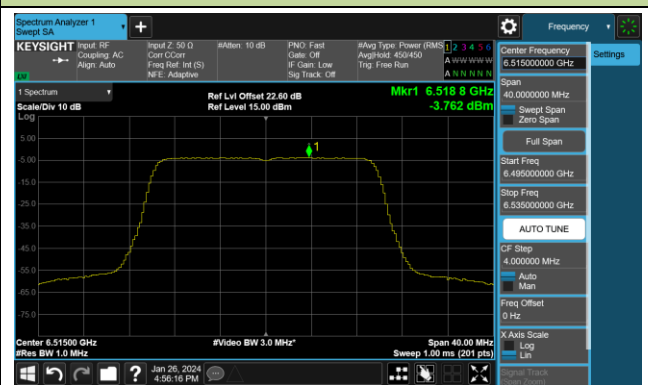 Spectrum Analyzer 1
Swept SA
Frequency
KEYSIGHT
Input: RF
Coupling: AC
Align: Auto
Input Z: 50 Ω
Corr CCorr
Freq Ref: Int (S)
NFE: Adaptive
#Atten: 10 dB
PNO: Fast
Gate: Off
IF Gain: Low
Sig Track: Off
#Avg Type: Power (RMS
Avg|Hold: 450/450
Trig: Free Run
1 2 3 4 5 6
A W W W W W
A N N N N N
Center Frequency
6.515000000 GHz
Settings
Span
40.0000000 MHz
Swept Span
Zero Span
Full Span
Start Freq
6.495000000 GHz
Stop Freq
6.535000000 GHz
AUTO TUNE
CF Step
4.000000 MHz
Auto
Man
Freq Offset
0 Hz
X Axis Scale
Log
Lin
Signal Track
(Span Zoom)
1 Spectrum
Scale/Div 10 dB
Log
Ref Lvl Offset 22.60 dB
Ref Level 15.00 dBm
Mkr1 6.518 8 GHz
-3.762 dBm
1
5.00
-5.00
-15.0
-25.0
-35.0
-45.0
-55.0
-65.0
-75.0
Center 6.51500 GHz
#Res BW 1.0 MHz
#Video BW 3.0 MHz*
Span 40.00 MHz
Sweep 1.00 ms (201 pts)
?
Jan 26, 2024
4:56:16 PM